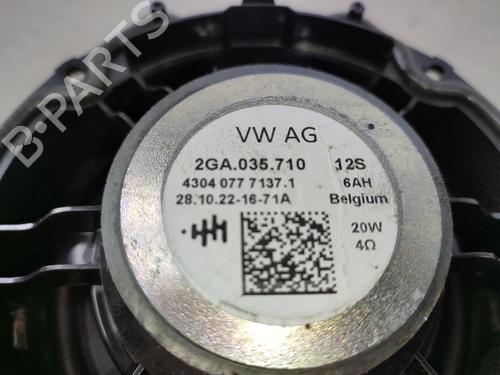 VW AG
2GA.035.710 12S
4304 077 7137.1 6AH
28.10.22-16-71A Belgium
20W
4Ω
B-PARTS